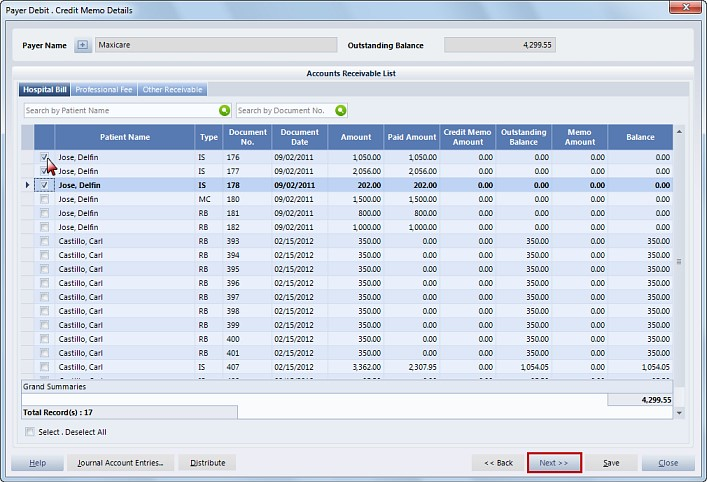 Payer Debit . Credit Memo Details
Payer Name Maxicare Outstanding Balance 4,299.55
Accounts Receivable List
Hospital Bill Professional Fee Other Receivable
Search by Patient Name Search by Document No.
Patient Name Type Document No. Document Date Amount Paid Amount Credit Memo Amount Outstanding Balance Memo Amount Balance
Jose, Delfin IS 176 09/02/2011 1,050.00 1,050.00 0.00 0.00 0.00 0.00
Jose, Delfin IS 177 09/02/2011 2,056.00 2,056.00 0.00 0.00 0.00 0.00
Jose, Delfin IS 178 09/02/2011 202.00 202.00 0.00 0.00 0.00 0.00
Jose, Delfin MC 180 09/02/2011 1,500.00 1,500.00 0.00 0.00 0.00 0.00
Jose, Delfin RB 181 09/02/2011 800.00 800.00 0.00 0.00 0.00 0.00
Jose, Delfin RB 182 09/02/2011 1,000.00 1,000.00 0.00 0.00 0.00 0.00
Castillo, Carl RB 393 02/15/2012 350.00 0.00 0.00 350.00 0.00 350.00
Castillo, Carl RB 394 02/15/2012 350.00 0.00 0.00 350.00 0.00 350.00
Castillo, Carl RB 395 02/15/2012 350.00 0.00 0.00 350.00 0.00 350.00
Castillo, Carl RB 396 02/15/2012 350.00 0.00 0.00 350.00 0.00 350.00
Castillo, Carl RB 397 02/15/2012 350.00 0.00 0.00 350.00 0.00 350.00
Castillo, Carl RB 398 02/15/2012 350.00 0.00 0.00 350.00 0.00 350.00
Castillo, Carl RB 399 02/15/2012 350.00 0.00 0.00 350.00 0.00 350.00
Castillo, Carl RB 400 02/15/2012 350.00 0.00 0.00 350.00 0.00 350.00
Castillo, Carl RB 401 02/15/2012 350.00 0.00 0.00 350.00 0.00 350.00
Castillo, Carl IS 407 02/15/2012 3,362.00 2,307.95 0.00 1,054.05 0.00 1,054.05
Grand Summaries
4,299.55
Total Record(s) : 17
Select . Deselect All
Help Journal Account Entries... Distribute << Back Next >> Save Close